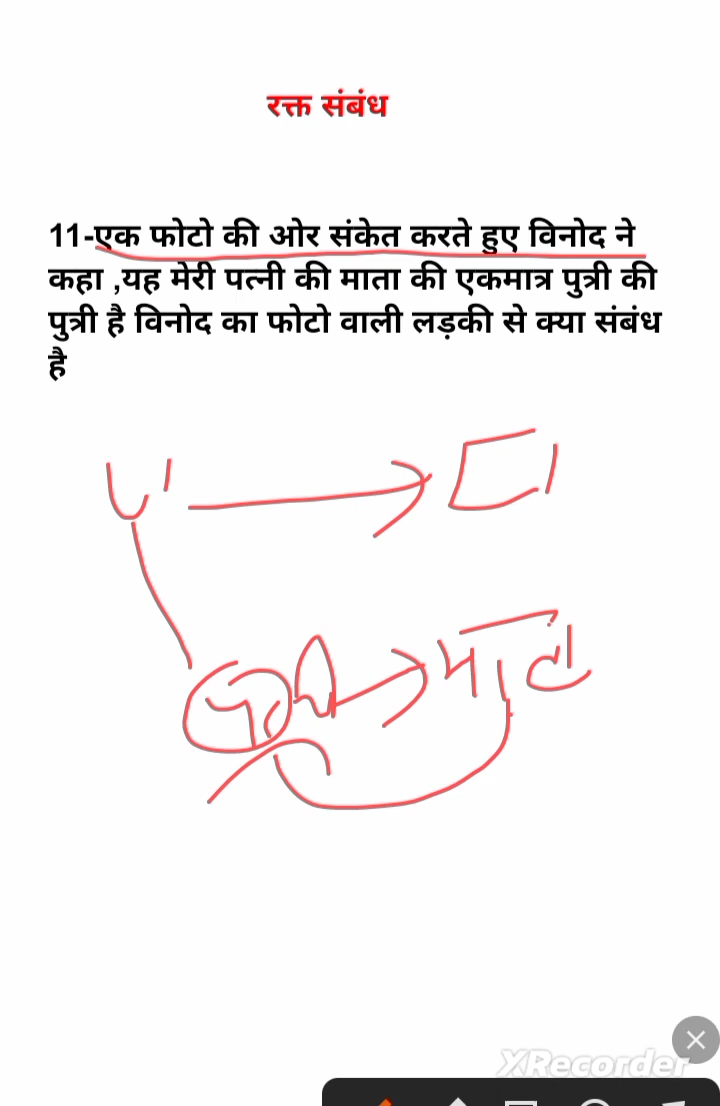 रक्त संबंध
11-एक फोटो की ओर संकेत करते हुए विनोद ने
कहा ,यह मेरी पत्नी की माता की एकमात्र पुत्री की
पुत्री है विनोद का फोटो वाली लड़की से क्या संबंध
है
माता
XRecorder